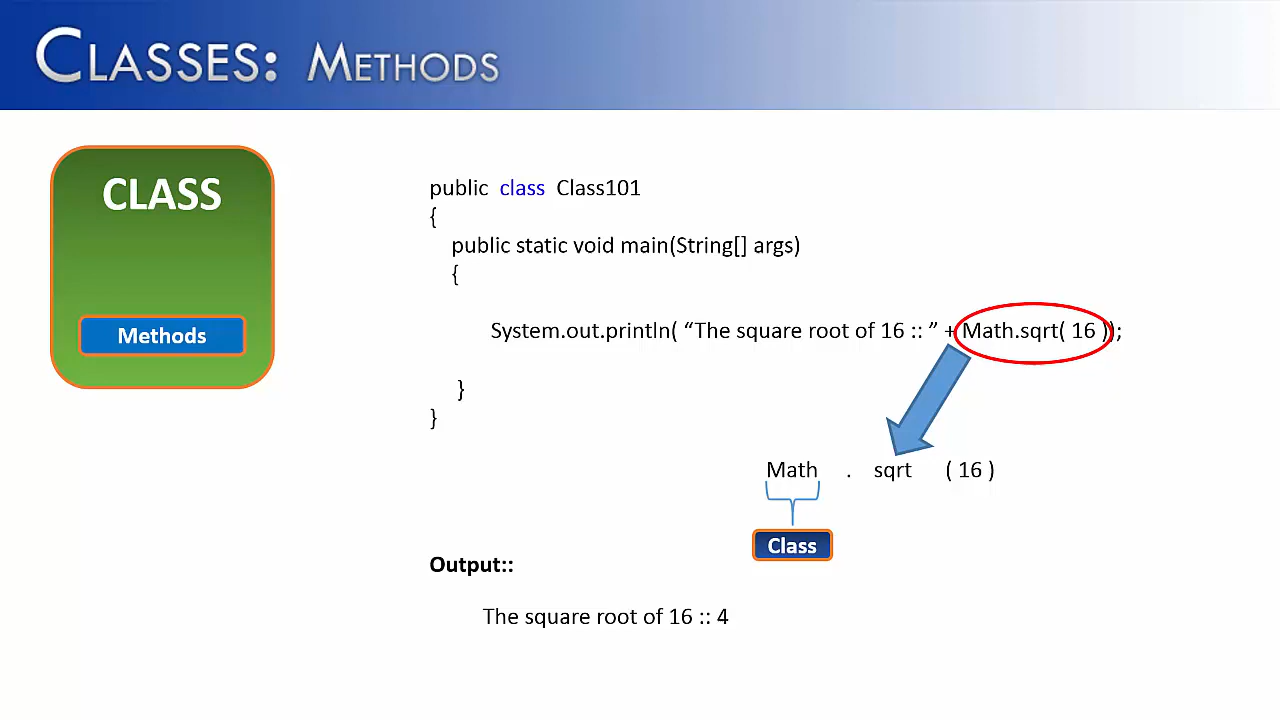 CLASSES: METHODS
CLASS
Methods
public class Class101
{
public static void main(String[] args)
{
System.out.println( “The square root of 16 :: ” + Math.sqrt( 16 ));
}
}
Math . sqrt ( 16 )
Class
Output::
The square root of 16 :: 4